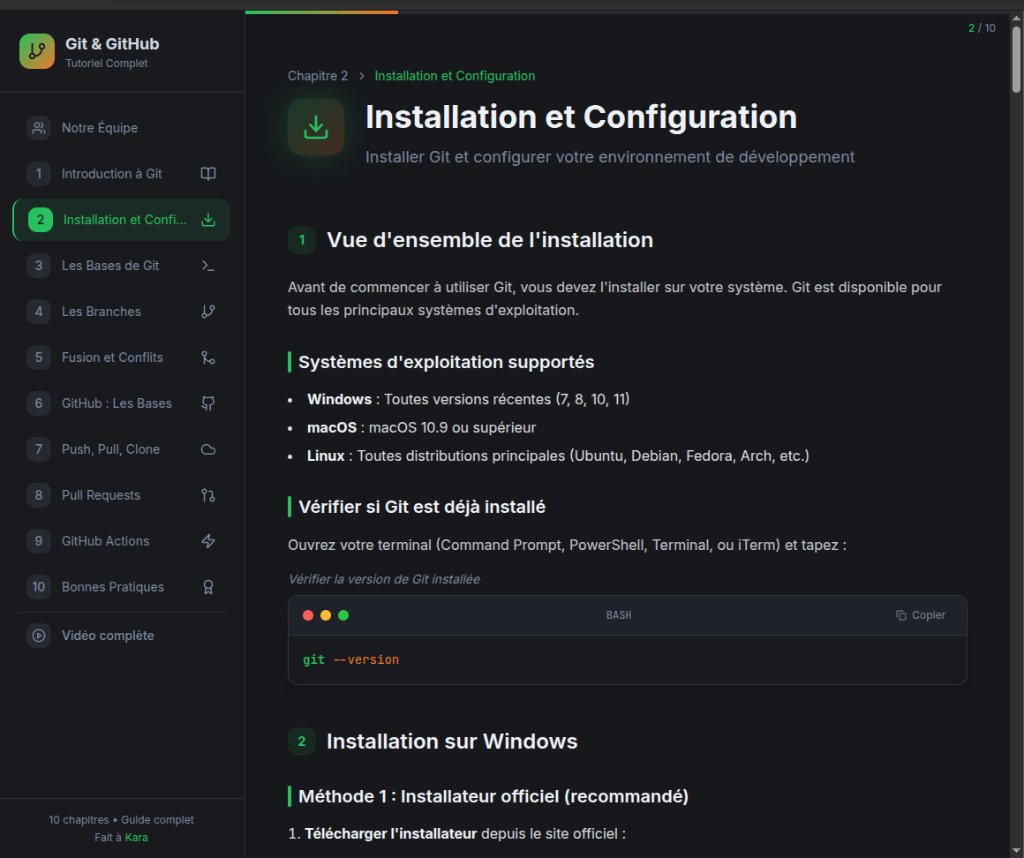 Git & GitHub
Tutoriel Complet
Notre Équipe
1 Introduction à Git
2 Installation et Confi...
3 Les Bases de Git
4 Les Branches
5 Fusion et Conflits
6 GitHub : Les Bases
7 Push, Pull, Clone
8 Pull Requests
9 GitHub Actions
10 Bonnes Pratiques
Vidéo complète
10 chapitres • Guide complet
Fait à Kara
2 / 10
Chapitre 2 > Installation et Configuration
Installation et Configuration
Installer Git et configurer votre environnement de développement
1 Vue d'ensemble de l'installation
Avant de commencer à utiliser Git, vous devez l'installer sur votre système. Git est disponible pour
tous les principaux systèmes d'exploitation.
Systèmes d'exploitation supportés
• Windows : Toutes versions récentes (7, 8, 10, 11)
• macOS : macOS 10.9 ou supérieur
• Linux : Toutes distributions principales (Ubuntu, Debian, Fedora, Arch, etc.)
Vérifier si Git est déjà installé
Ouvrez votre terminal (Command Prompt, PowerShell, Terminal, ou iTerm) et tapez :
Vérifier la version de Git installée
BASH
Copier
git --version
2 Installation sur Windows
Méthode 1 : Installateur officiel (recommandé)
1. Télécharger l'installateur depuis le site officiel :